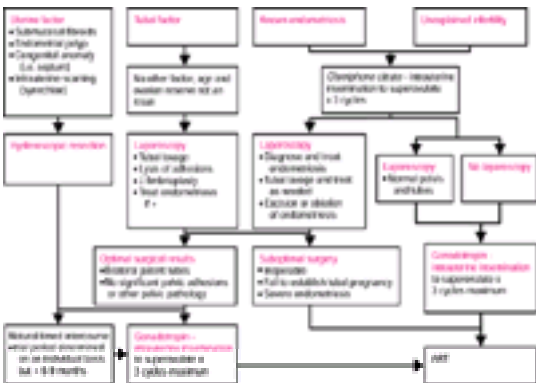 Uterine factor
• Submucosal fibroids
• Endometrial polyp
• Congenital anomaly
(i.e. septum)
• Intrauterine scarring
(synechiae)
Tubal factor
Known endometriosis
Unexplained infertility
No other factor, age and
ovarian reserve not an
issue
Clomiphene citrate - intrauterine
insemination to superovulate
x 3 cycles
Hysteroscopic resection
Laparoscopy
• Tubal lavage
• Lysis of adhesions
• Fimbrioplasty
• Treat endometriosis
if +
Laparoscopy
• Diagnose and treat
endometriosis
• Tubal lavage and treat
as needed
• Excision or ablation
of endometriosis
Laparoscopy
• Normal pelvis
and tubes
No laparoscopy
Optimal surgical results
• Bilateral patent tubes
• No significant pelvic adhesions
or other pelvic pathology
Suboptimal surgery
• Inoperable
• Fail to establish tubal pregnancy
• Severe endometriosis
Gonadotropin -
intrauterine insemination
to superovulate x
3 cycles maximum
Natural timed intercourse
• Time period determined
on an individual basis
but < 6-9 months
Gonadotropin -
intrauterine insemination
to superovulate x
3 cycles maximum
ART